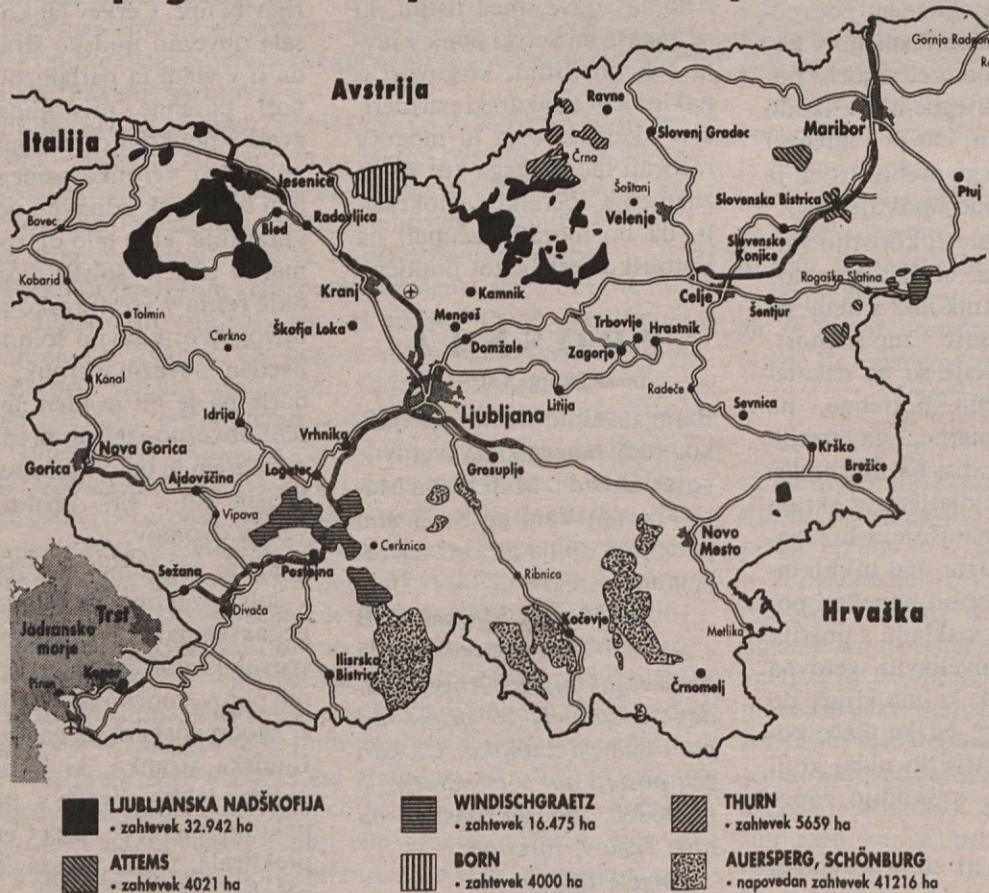 Avstrija
Italija
Hrvaška
Gornja Radgona
Ravne
Maribor
Slovenj Gradec
Črna
Šoštanj
Velenje
Slovenska Bistrica
Ptuj
Jesenice
Bled
Radovljica
Bovec
Slovenske
Konjice
Rogaška Slatina
Kobarid
Kranj
Kamnik
Celje
Šentjur
Tolmin
Cerkno
Škofja Loka
Mengeš
Domžale
Trbovlje
Hrastnik
Zagorje
Kanal
Idrija
Ljubljana
Litija
Radeče
Sevnica
Vrhnika
Krško
Nova Gorica
Gorica
Ajdovščina
Logatec
Grosuplje
Brežice
Vipava
Cerknica
Novo
Mesto
Sežana
Postojna
Ribnica
Trst
Divača
Jadransko
morje
Kočevje
Metlika
Piran
Koper
Ilirska
Bistrica
Črnomelj
LJUBLJANSKA NADŠKOFIJA
• zahtevek 32.942 ha
WINDISCHGRAETZ
• zahtevek 16.475 ha
THURN
• zahtevek 5659 ha
ATTEMS
• zahtevek 4021 ha
BORN
• zahtevek 4000 ha
AUERSPERG, SCHÖNBURG
• napovedan zahtevek 41216 ha